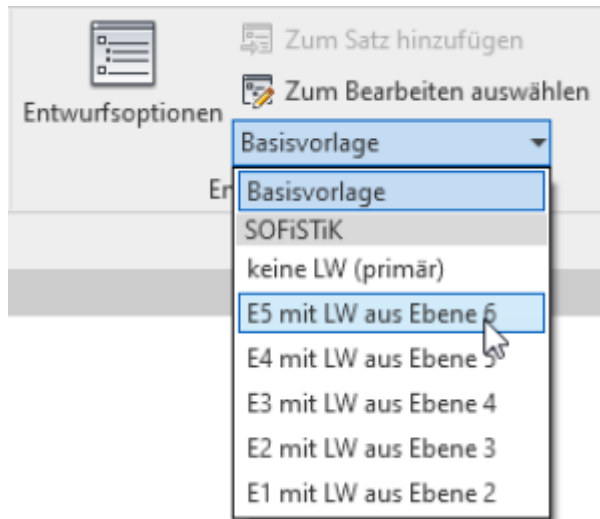 Zum Satz hinzufügen
Zum Bearbeiten auswählen
Entwurfsoptionen
Basisvorlage
Er
Basisvorlage
SOFiSTiK
keine LW (primär)
E5 mit LW aus Ebene 6
E4 mit LW aus Ebene 5
E3 mit LW aus Ebene 4
E2 mit LW aus Ebene 3
E1 mit LW aus Ebene 2